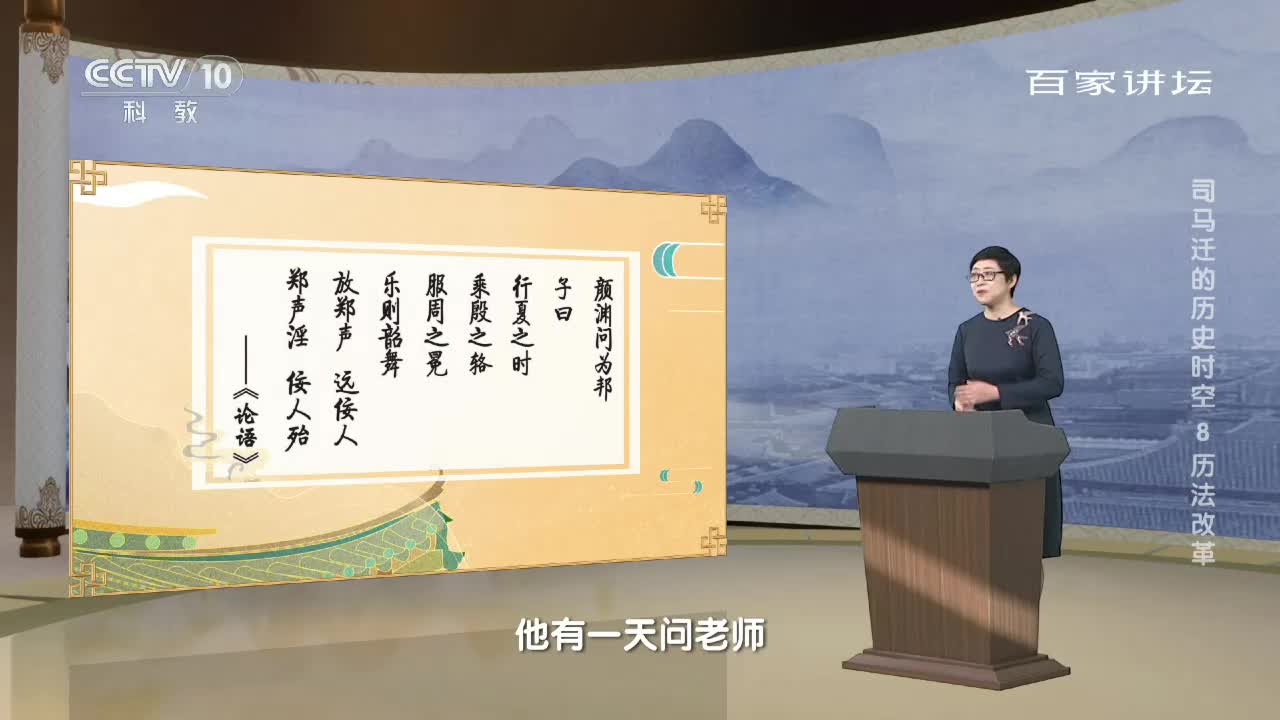 CCTV 10
科教
百家讲坛
司马迁的历史时空 8 历法改革
颜渊问为邦
子曰
行夏之时
乘殷之辂
服周之冕
乐则韶舞
放郑声 远佞人
郑声淫 佞人殆
——《论语》
他有一天问老师